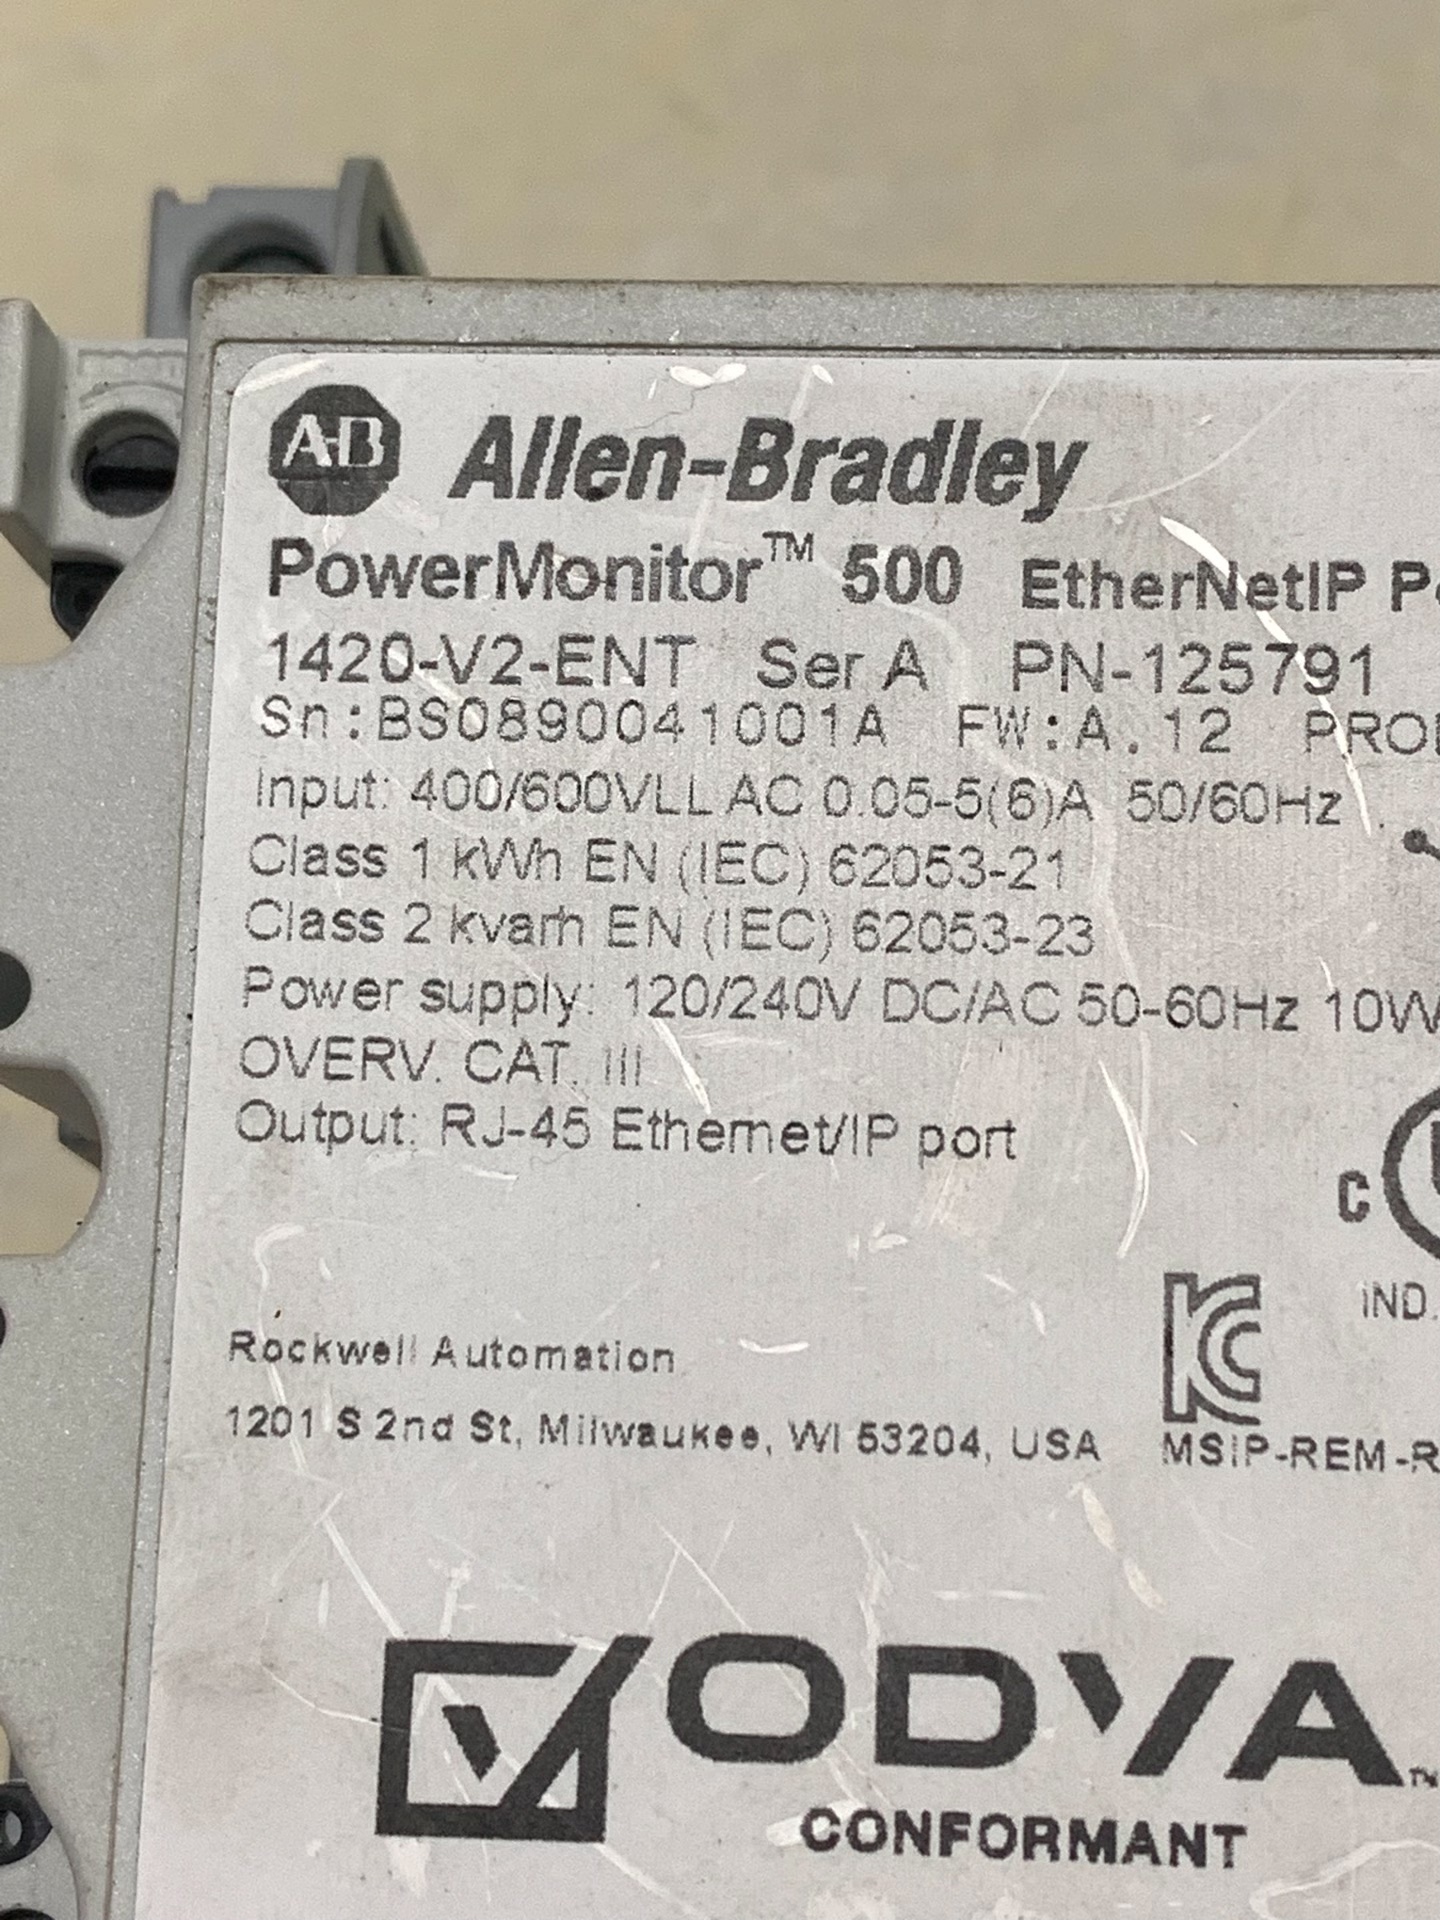 A-B Allen-Bradley
PowerMonitor™ 500 EtherNetIP
1420-V2-ENT Ser A PN-125791
Sn:BS0890041001A FW:A.12
Input: 400/600VLL AC 0.05-5(6)A 50/60Hz
Class 1 kWh EN (IEC) 62053-21
Class 2 kvarh EN (IEC) 62053-23
Power supply: 120/240V DC/AC 50-60Hz 10W
OVERV. CAT. III
Output: RJ-45 Ethernet/IP port
C
IND.
Rockwell Automation
1201 S 2nd St, Milwaukee, WI 53204, USA
MSIP-REM-R
ODVA™
CONFORMANT